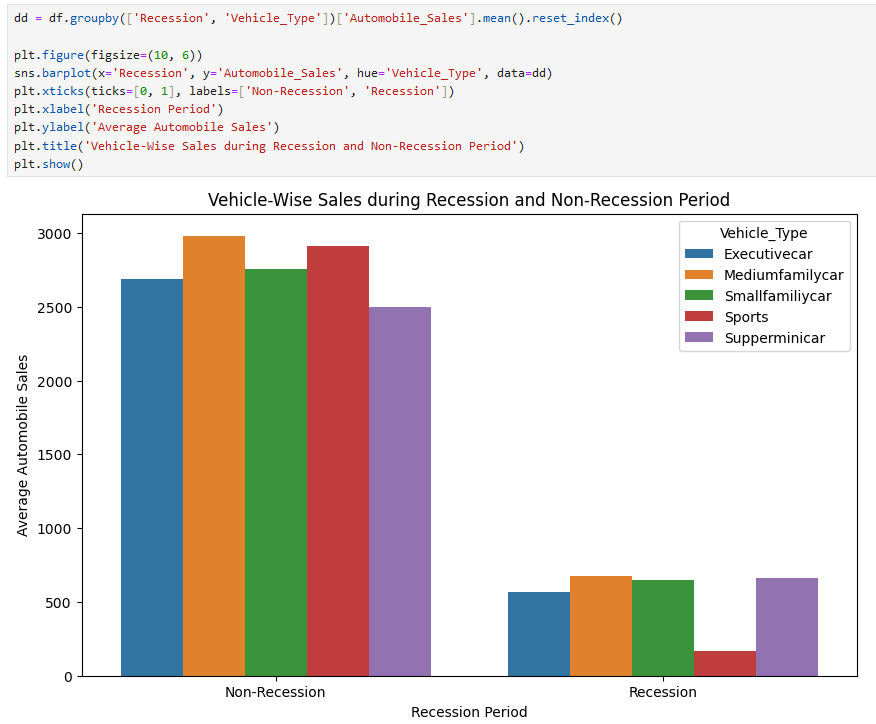 dd = df.groupby(['Recession', 'Vehicle_Type'])['Automobile_Sales'].mean().reset_index()
plt.figure(figsize=(10, 6))
sns.barplot(x='Recession', y='Automobile_Sales', hue='Vehicle_Type', data=dd)
plt.xticks(ticks=[0, 1], labels=['Non-Recession', 'Recession'])
plt.xlabel('Recession Period')
plt.ylabel('Average Automobile Sales')
plt.title('Vehicle-Wise Sales during Recession and Non-Recession Period')
plt.show()
Vehicle-Wise Sales during Recession and Non-Recession Period
Vehicle_Type
Executivecar
Mediumfamilycar
Smallfamiliycar
Sports
Supperminicar
3000
2500
2000
1500
1000
500
0
Average Automobile Sales
Non-Recession
Recession
Recession Period